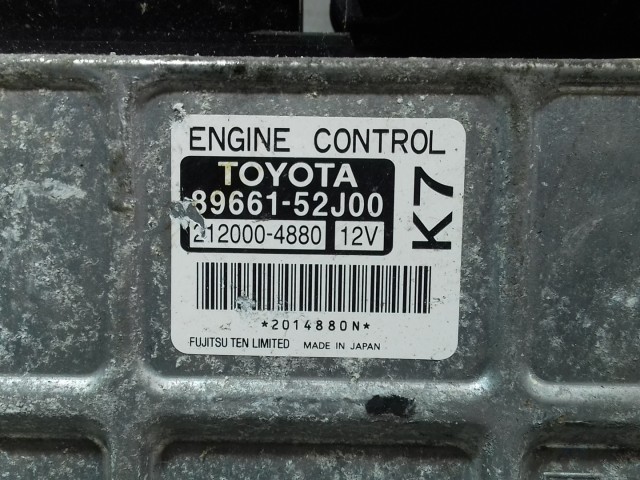 ENGINE CONTROL
TOYOTA
89661-52J00
212000-4880 12V
K7
*2014880N*
FUJITSU TEN LIMITED MADE IN JAPAN